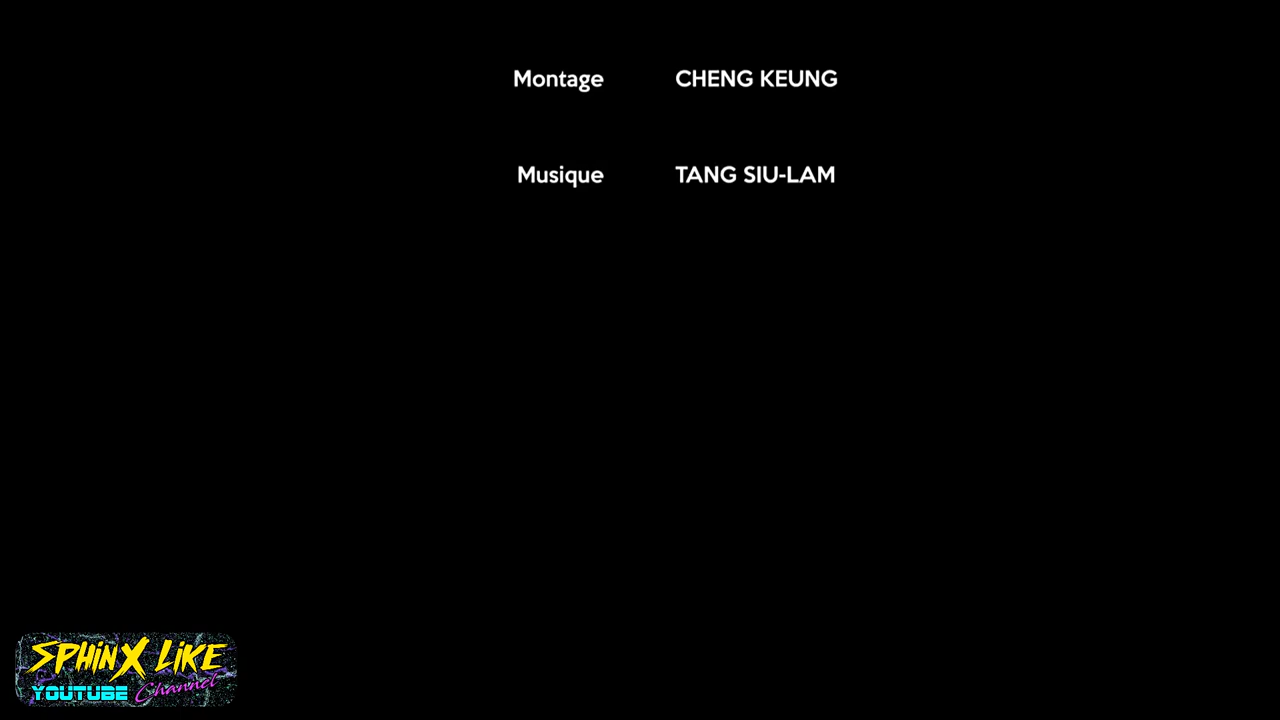 Montage CHENG KEUNG
Musique TANG SIU-LAM
SPHINX LIKE
YOUTUBE Channel